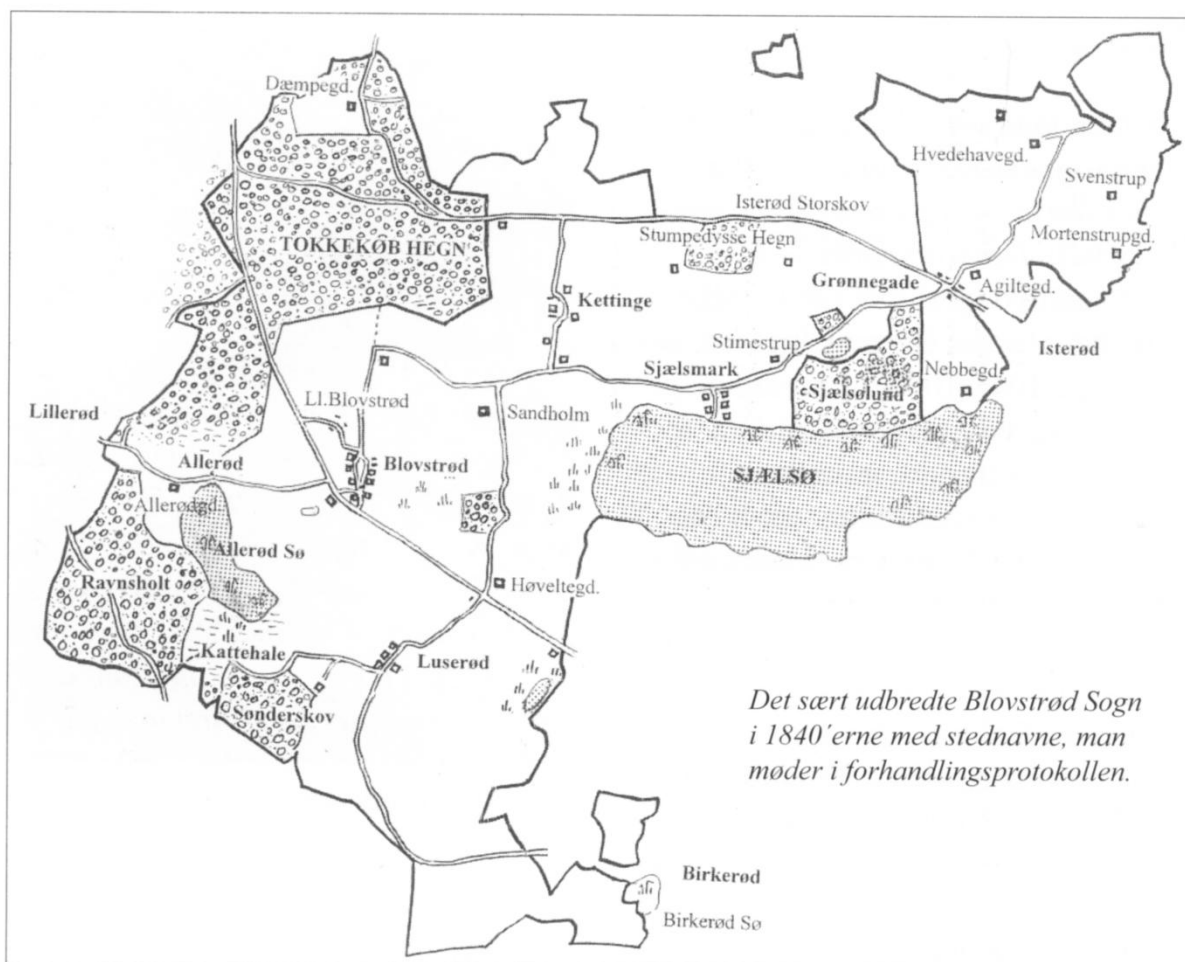 Dæmpegd.
Hvedehavegd.
Svenstrup
Isterød Storskov
TOKKEKØB HEGN
Stumpedysse Hegn
Mortenstrupgd.
Grønnegade
Agiltegd.
Kettinge
Stimestrup
Isterød
Sjælsmark
Nebbegd.
Ll.Blovstrød
Sandholm
Sjælsølund
Lillerød
Allerød
Blovstrød
SJÆLSØ
Allerødgd.
Allerød Sø
Ravnsholt
Høveltegd.
Kattehale
Luserød
Sønderskov
Det sært udbredte Blovstrød Sogn
i 1840´erne med stednavne, man
møder i forhandlingsprotokollen.
Birkerød
Birkerød Sø